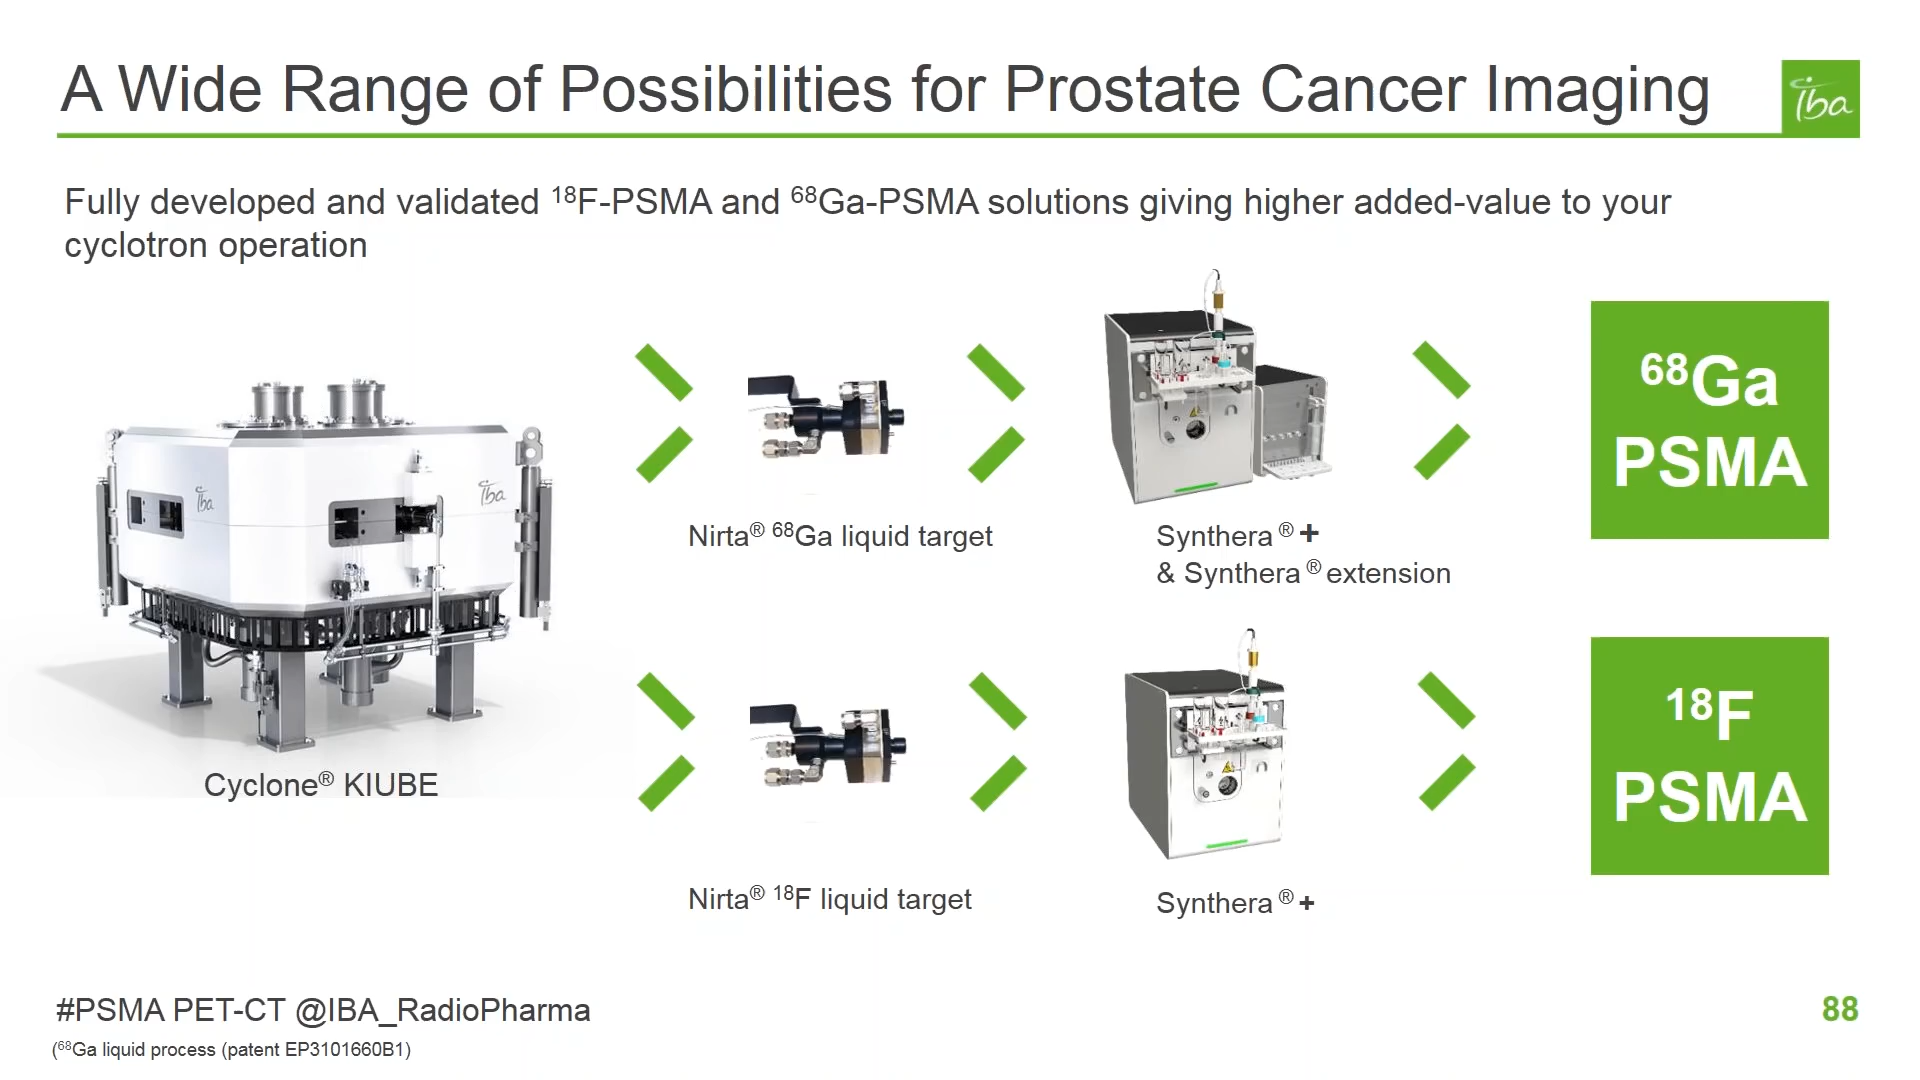 A Wide Range of Possibilities for Prostate Cancer Imaging
iba
Fully developed and validated ¹⁸F-PSMA and ⁶⁸Ga-PSMA solutions giving higher added-value to your
cyclotron operation
iba
iba
Cyclone® KIUBE
Nirta® ⁶⁸Ga liquid target
Synthera ® +
& Synthera ® extension
⁶⁸Ga
PSMA
Nirta® ¹⁸F liquid target
Synthera ® +
¹⁸F
PSMA
#PSMA PET-CT @IBA_RadioPharma
88
(⁶⁸Ga liquid process (patent EP3101660B1)